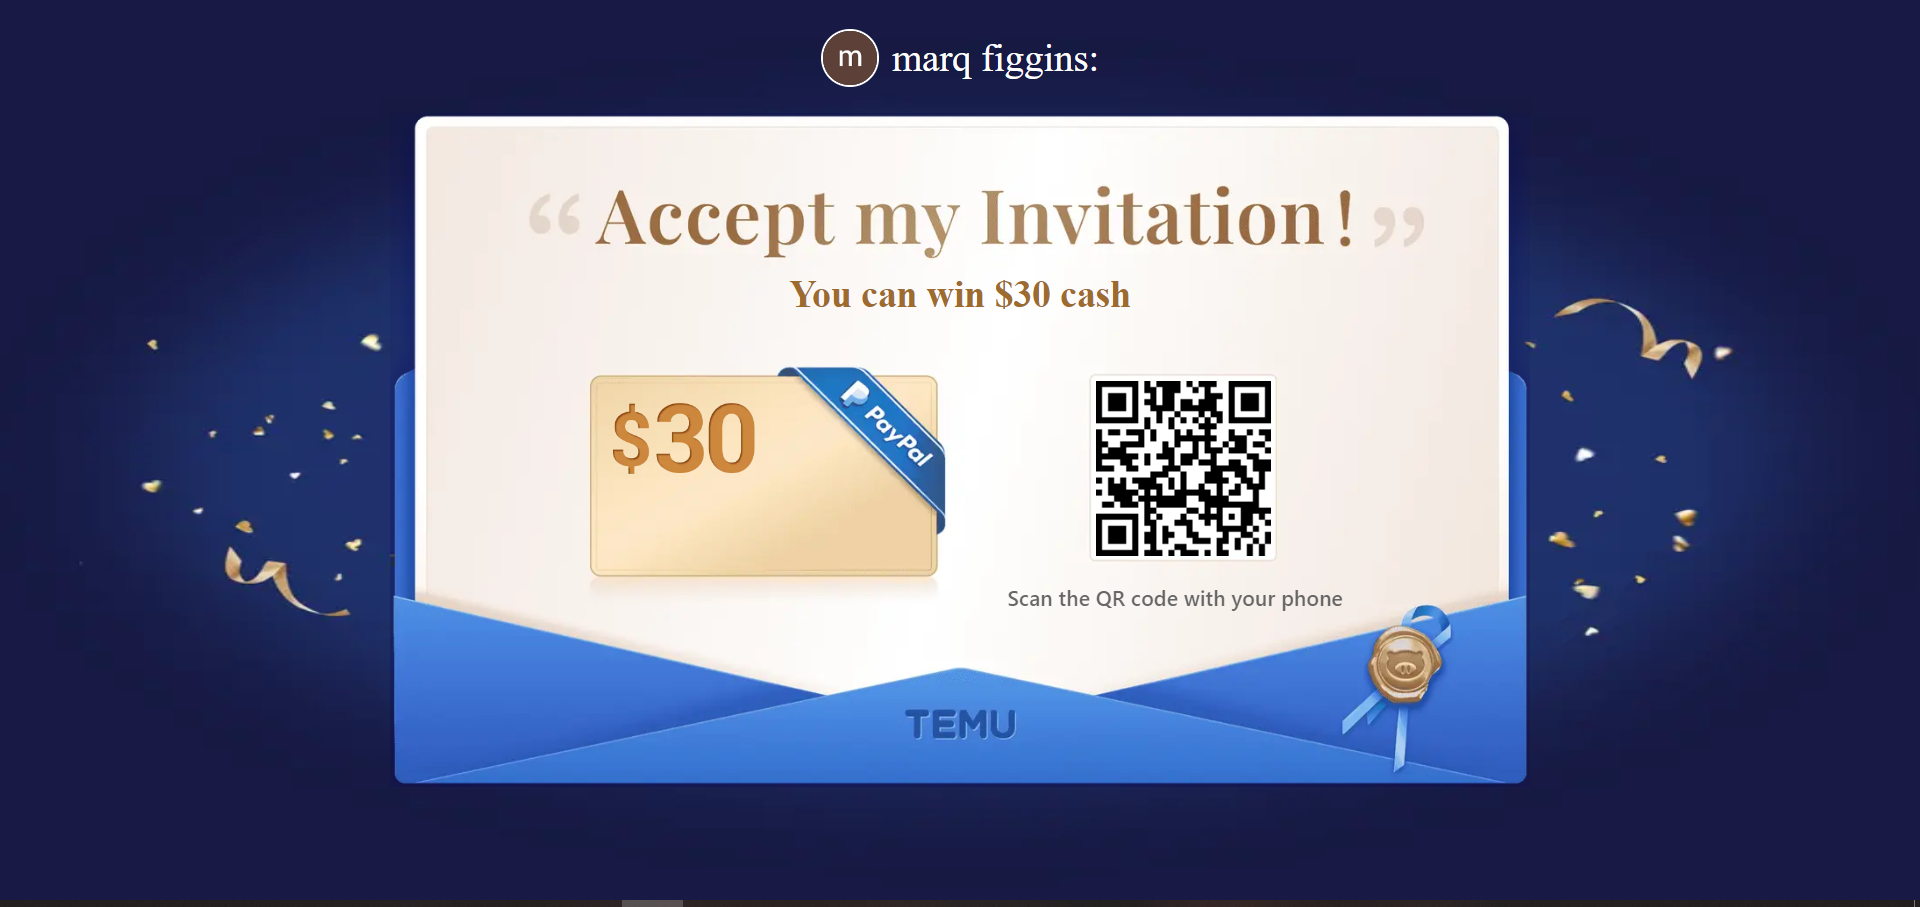 m marq figgins:
“Accept my Invitation!”
You can win $30 cash
$30
PayPal
Scan the QR code with your phone
TEMU